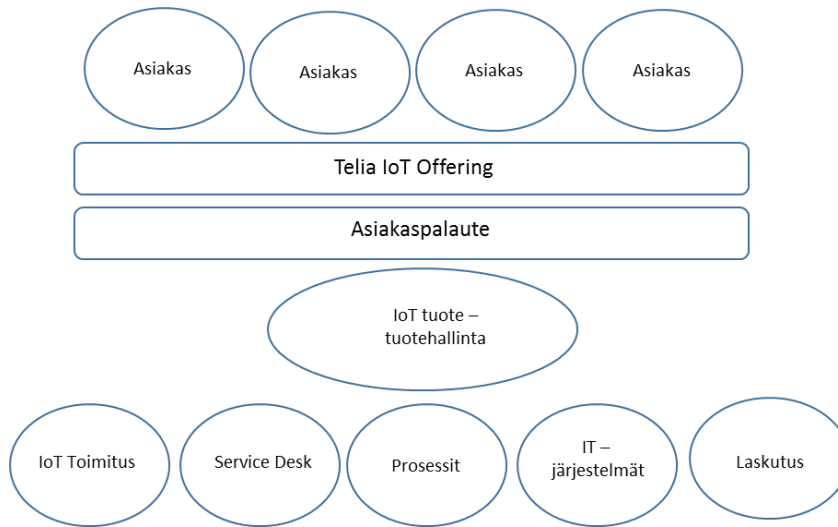 Asiakas
Asiakas
Asiakas
Asiakas
Telia IoT Offering
Asiakaspalaute
IoT tuote –
tuotehallinta
IoT Toimitus
Service Desk
Prosessit
IT –
järjestelmät
Laskutus